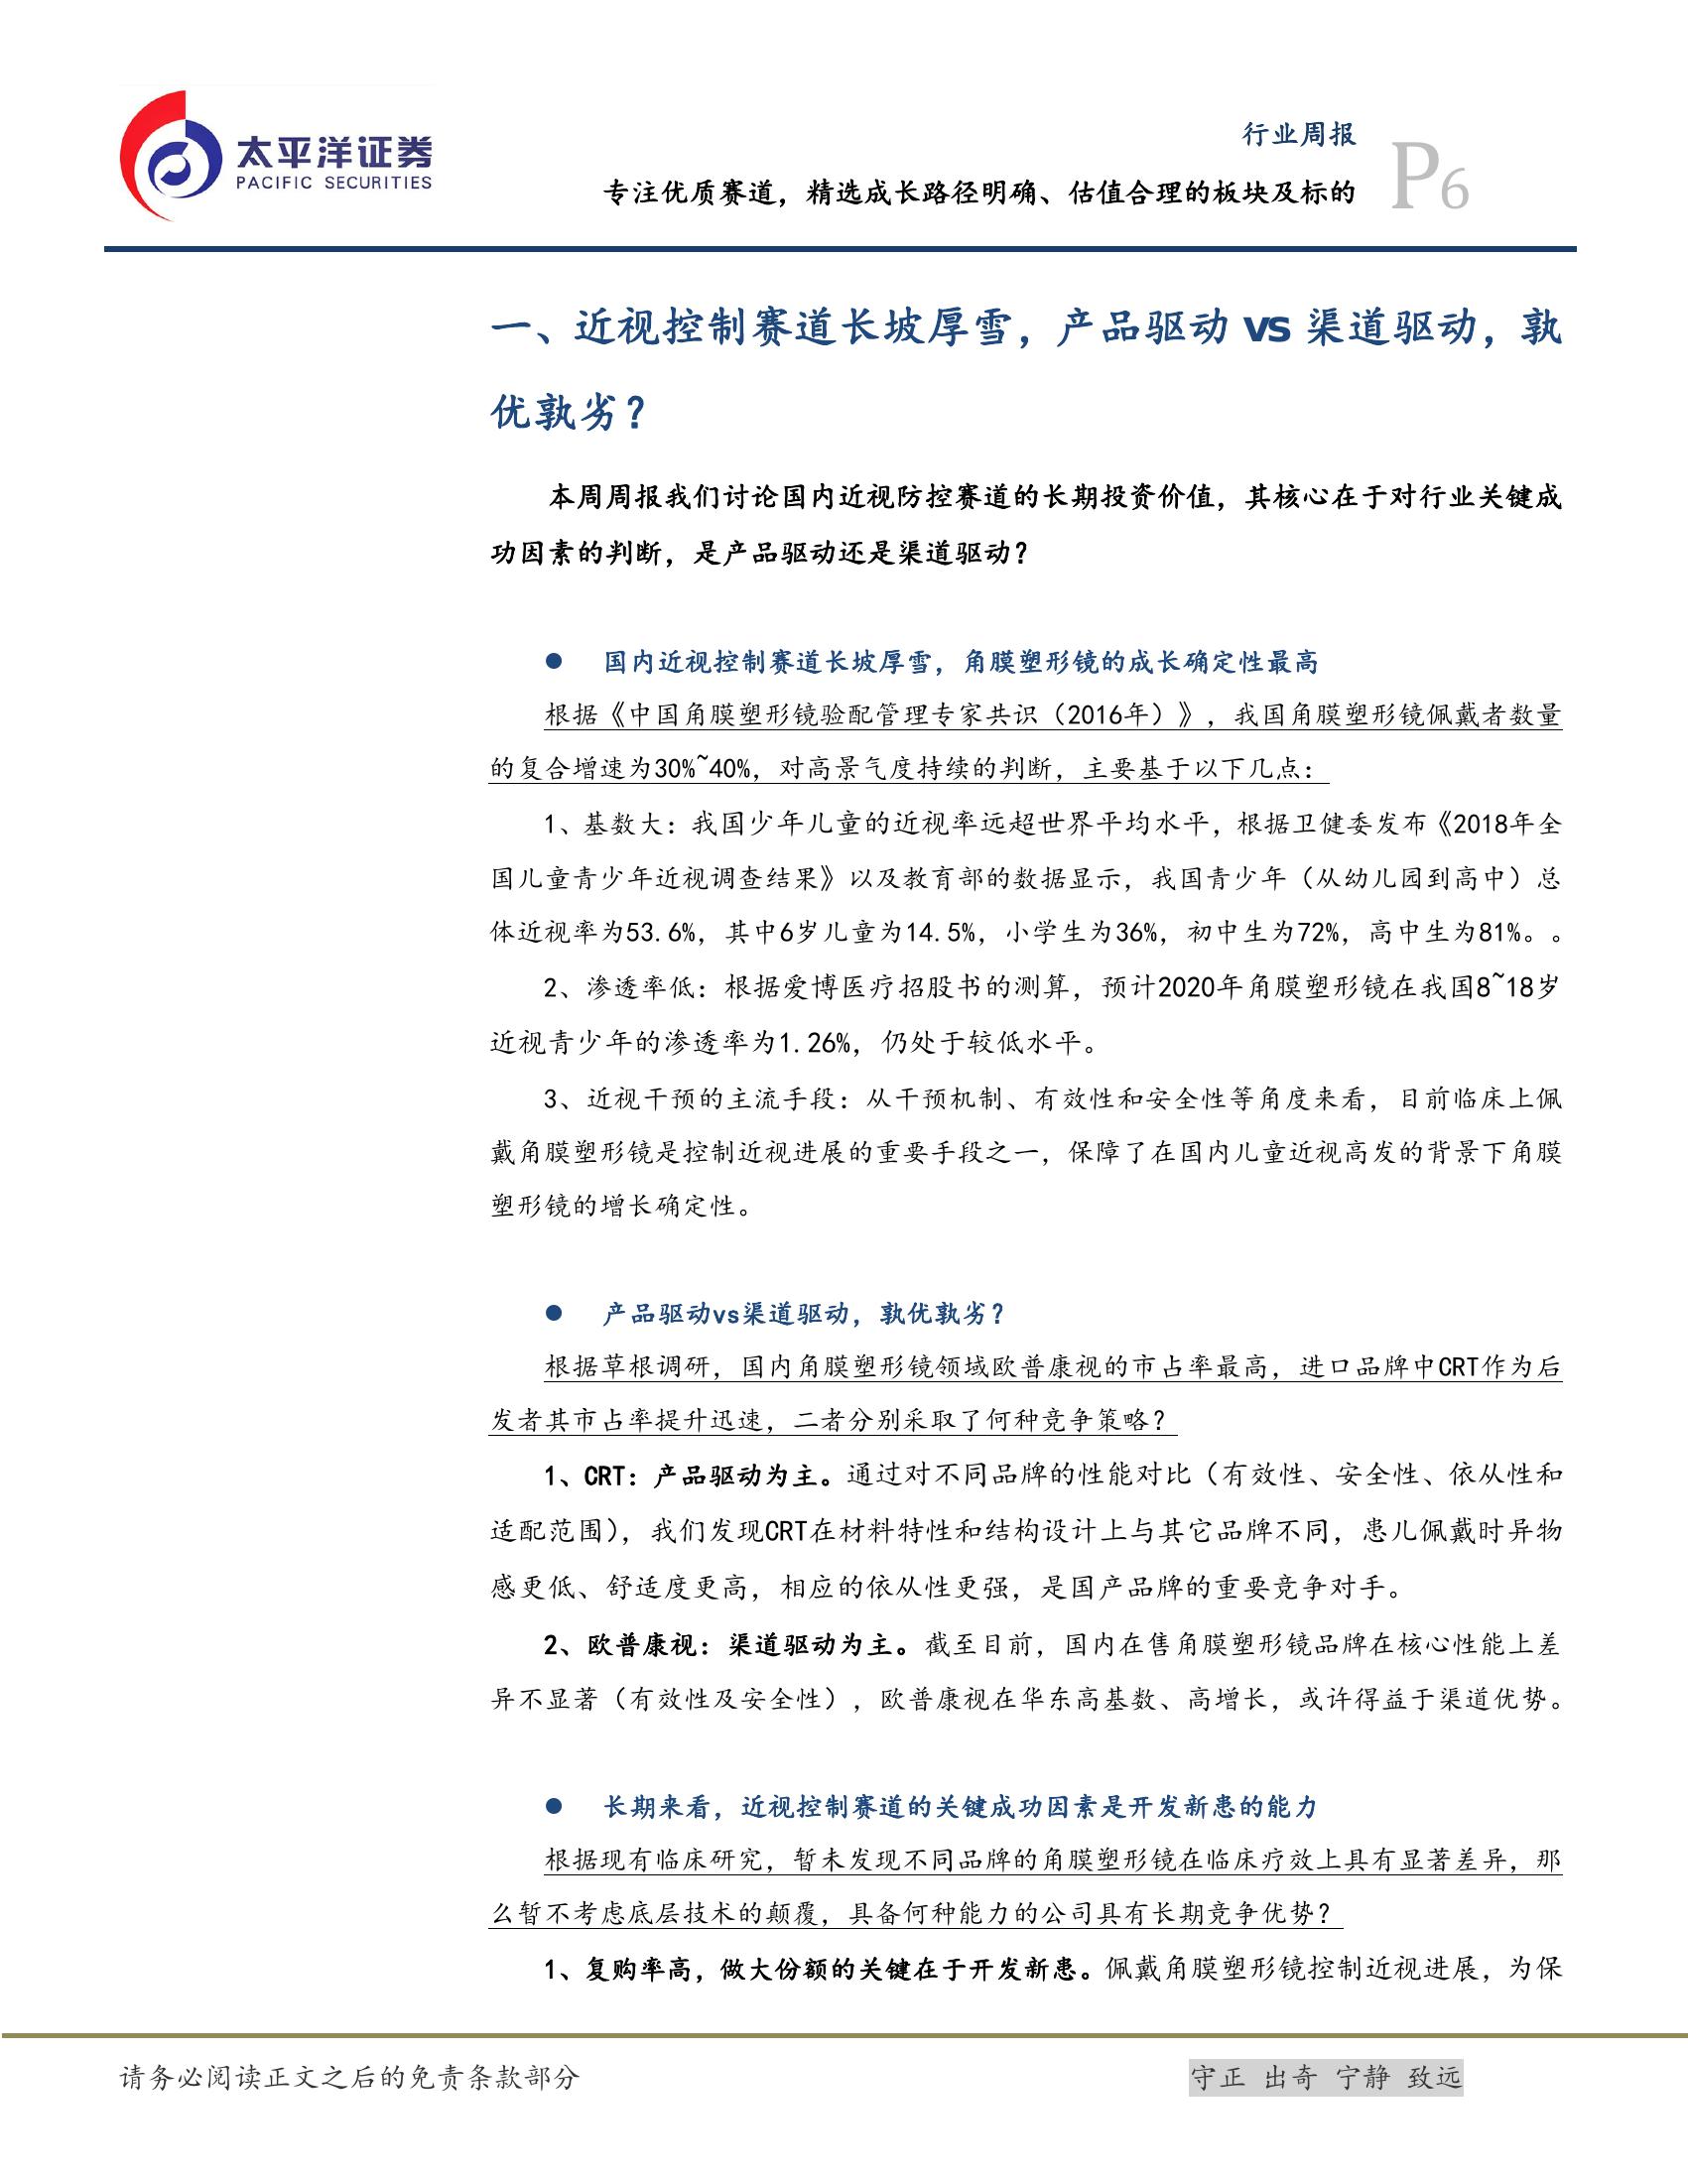 太平洋证券
PACIFIC SECURITIES
行业周报
专注优质赛道，精选成长路径明确、估值合理的板块及标的
P6
一、近视控制赛道长坡厚雪，产品驱动 vs 渠道驱动，孰
优孰劣？
本周周报我们讨论国内近视防控赛道的长期投资价值，其核心在于对行业关键成
功因素的判断，是产品驱动还是渠道驱动？
● 国内近视控制赛道长坡厚雪，角膜塑形镜的成长确定性最高
根据《中国角膜塑形镜验配管理专家共识（2016年）》，我国角膜塑形镜佩戴者数量
的复合增速为30%~40%，对高景气度持续的判断，主要基于以下几点：
1、基数大：我国少年儿童的近视率远超世界平均水平，根据卫健委发布《2018年全
国儿童青少年近视调查结果》以及教育部的数据显示，我国青少年（从幼儿园到高中）总
体近视率为53.6%，其中6岁儿童为14.5%，小学生为36%，初中生为72%，高中生为81%。。
2、渗透率低：根据爱博医疗招股书的测算，预计2020年角膜塑形镜在我国8~18岁
近视青少年的渗透率为1.26%，仍处于较低水平。
3、近视干预的主流手段：从干预机制、有效性和安全性等角度来看，目前临床上佩
戴角膜塑形镜是控制近视进展的重要手段之一，保障了在国内儿童近视高发的背景下角膜
塑形镜的增长确定性。
● 产品驱动vs渠道驱动，孰优孰劣？
根据草根调研，国内角膜塑形镜领域欧普康视的市占率最高，进口品牌中CRT作为后
发者其市占率提升迅速，二者分别采取了何种竞争策略？
1、CRT：产品驱动为主。通过对不同品牌的性能对比（有效性、安全性、依从性和
适配范围），我们发现CRT在材料特性和结构设计上与其它品牌不同，患儿佩戴时异物
感更低、舒适度更高，相应的依从性更强，是国产品牌的重要竞争对手。
2、欧普康视：渠道驱动为主。截至目前，国内在售角膜塑形镜品牌在核心性能上差
异不显著（有效性及安全性），欧普康视在华东高基数、高增长，或许得益于渠道优势。
● 长期来看，近视控制赛道的关键成功因素是开发新患的能力
根据现有临床研究，暂未发现不同品牌的角膜塑形镜在临床疗效上具有显著差异，那
么暂不考虑底层技术的颠覆，具备何种能力的公司具有长期竞争优势？
1、复购率高，做大份额的关键在于开发新患。佩戴角膜塑形镜控制近视进展，为保
请务必阅读正文之后的免责条款部分
守正 出奇 宁静 致远